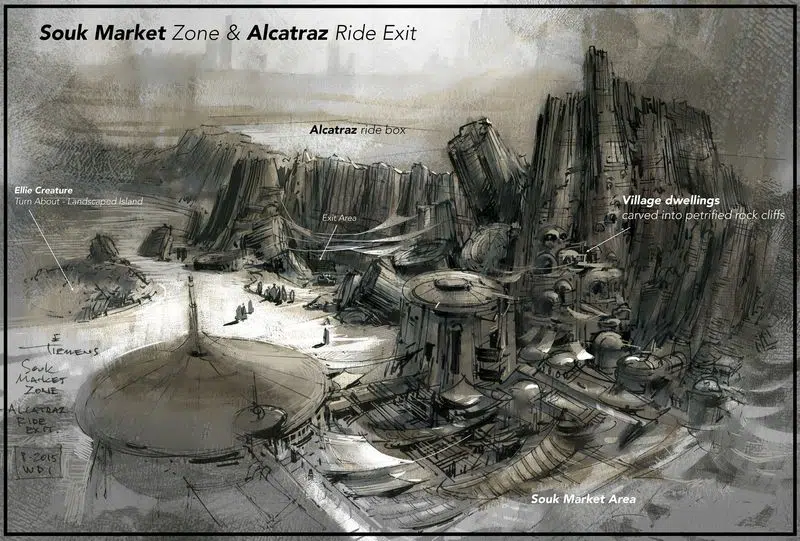 Souk Market Zone & Alcatraz Ride Exit
Alcatraz ride box
Ellie Creature
Turn About - Landscaped Island
Exit Area
Village dwellings
carved into petrified rock cliffs
E
Tiemens
Souk
Market
Zone
Alcatraz
Ride
Exit
8-2015
WDI
Souk Market Area